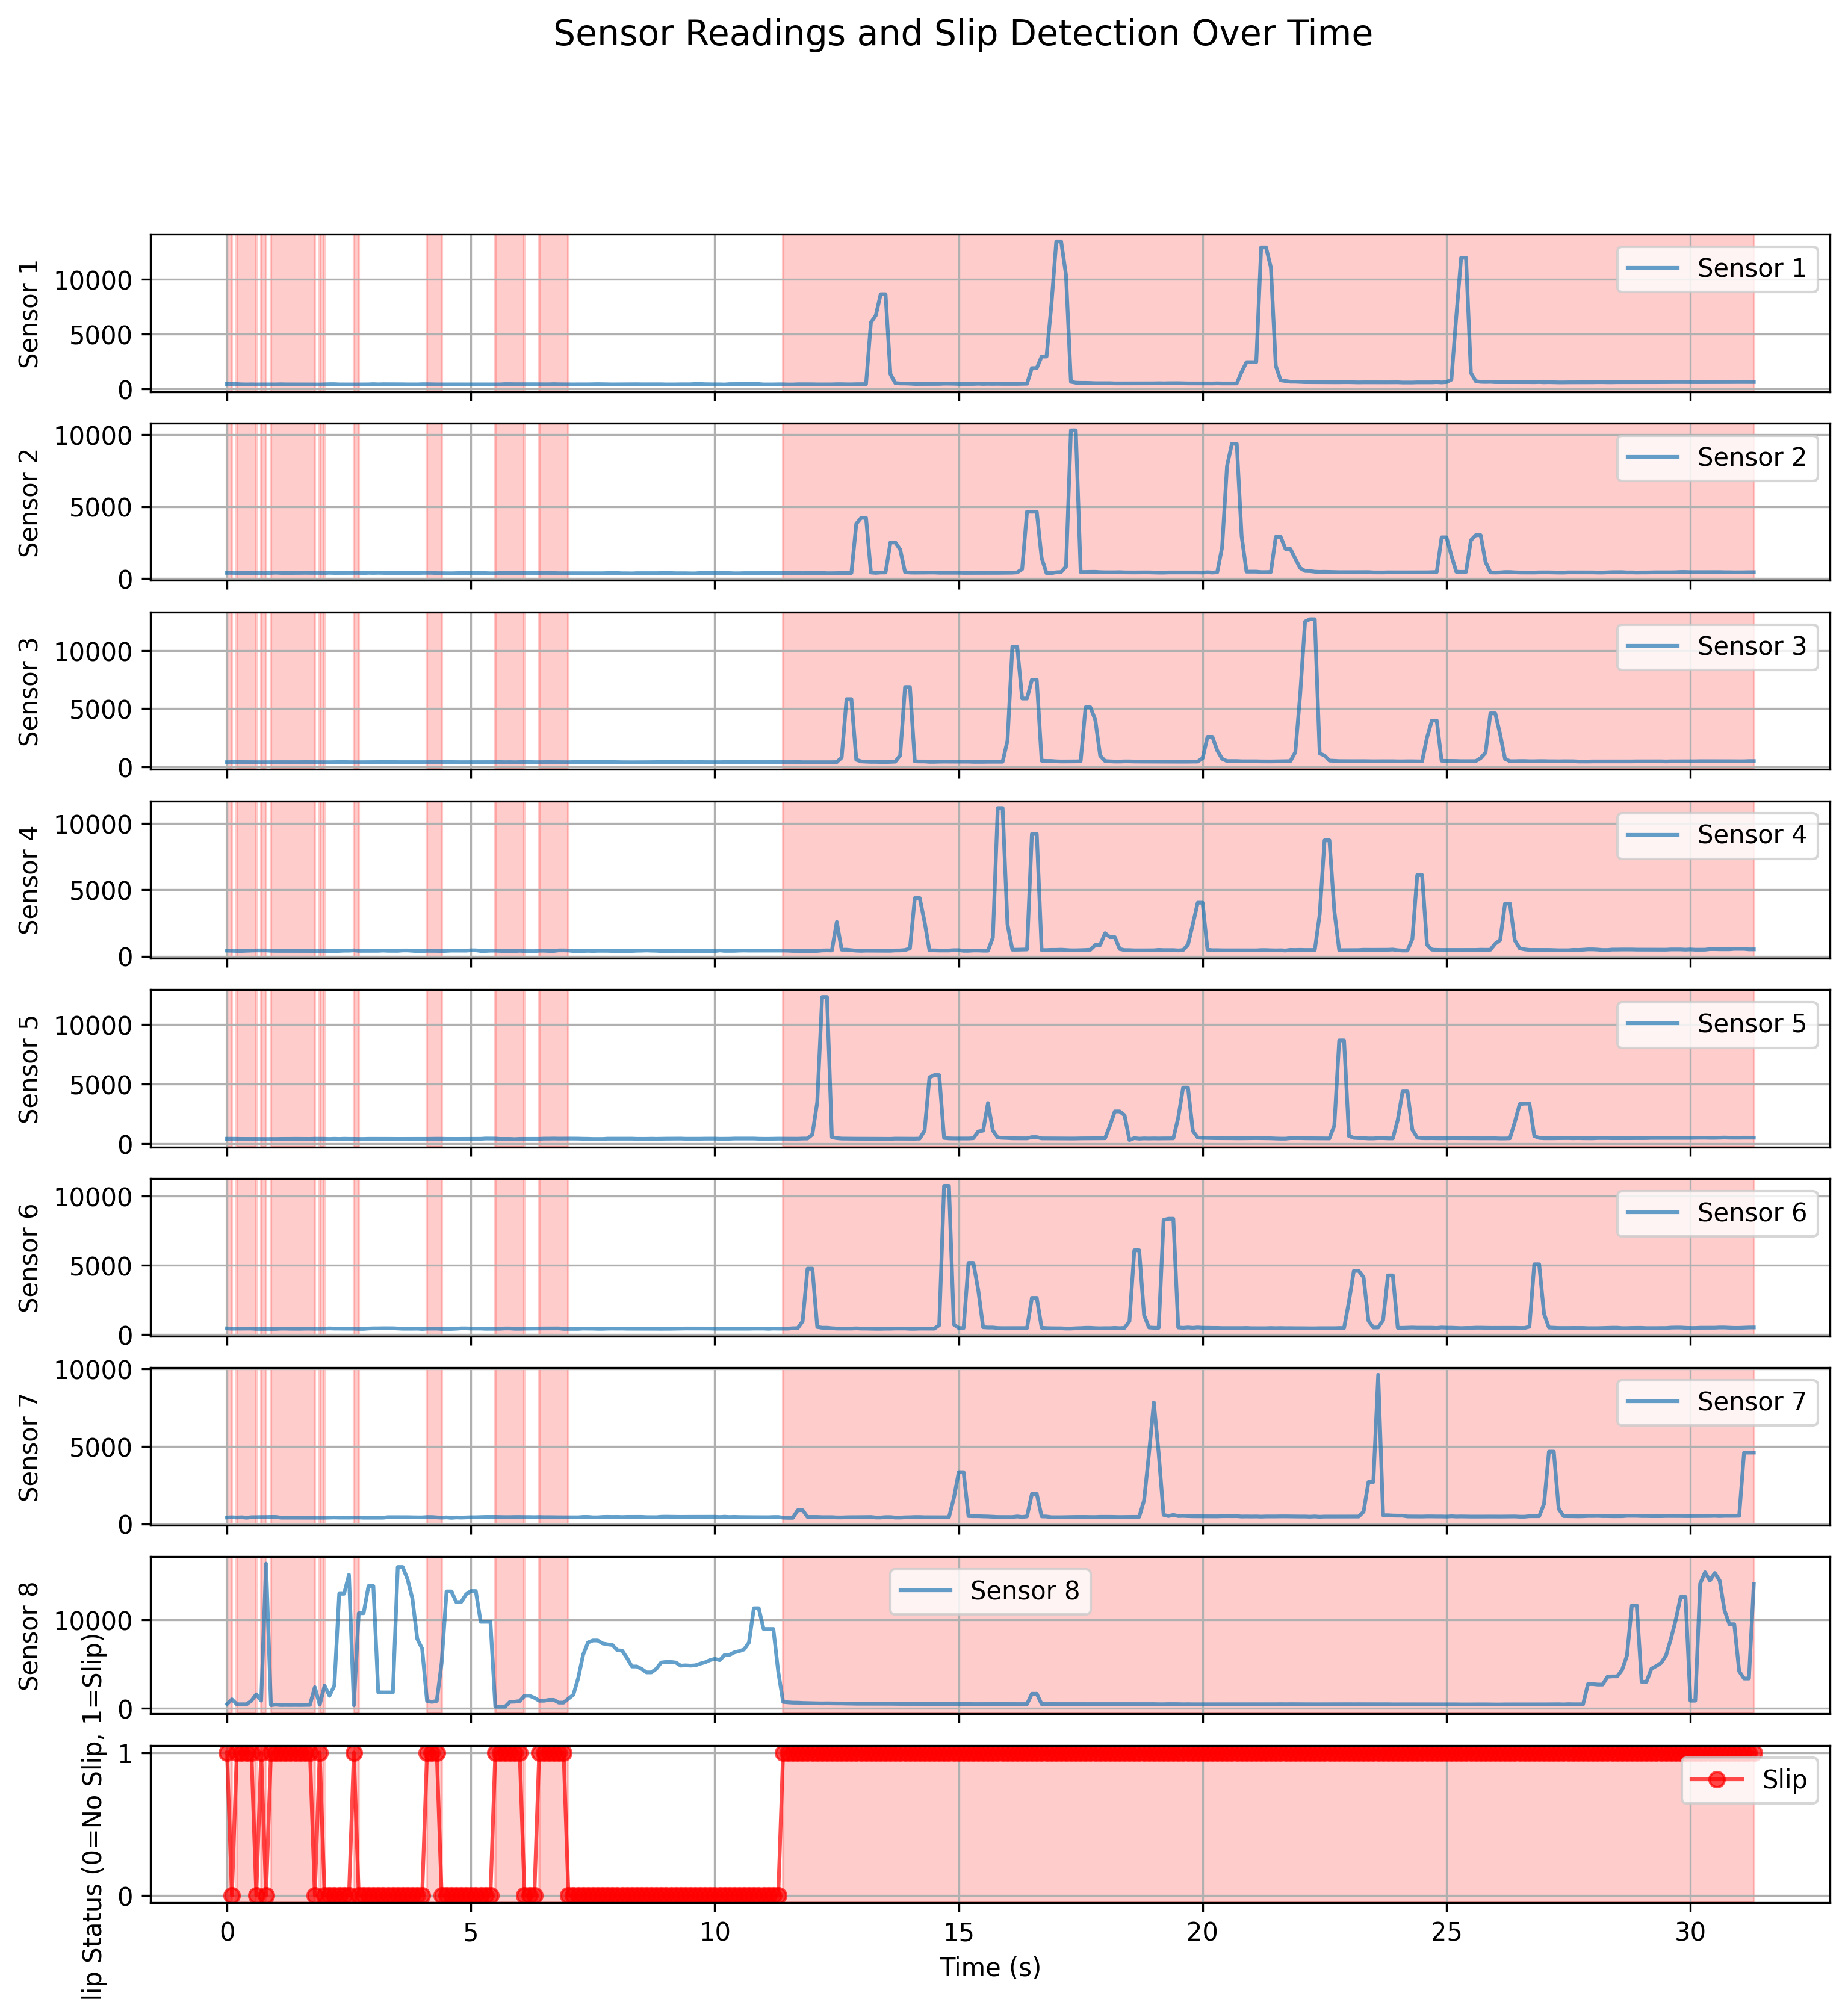 Sensor Readings and Slip Detection Over Time
Sensor 1
10000
5000
0
Sensor 1
Sensor 2
10000
5000
0
Sensor 2
Sensor 3
10000
5000
0
Sensor 3
Sensor 4
10000
5000
0
Sensor 4
Sensor 5
10000
5000
0
Sensor 5
Sensor 6
10000
5000
0
Sensor 6
Sensor 7
10000
5000
0
Sensor 7
Sensor 8
10000
0
Sensor 8
lip Status (0=No Slip, 1=Slip)
1
0
Slip
0 5 10 15 20 25 30
Time (s)